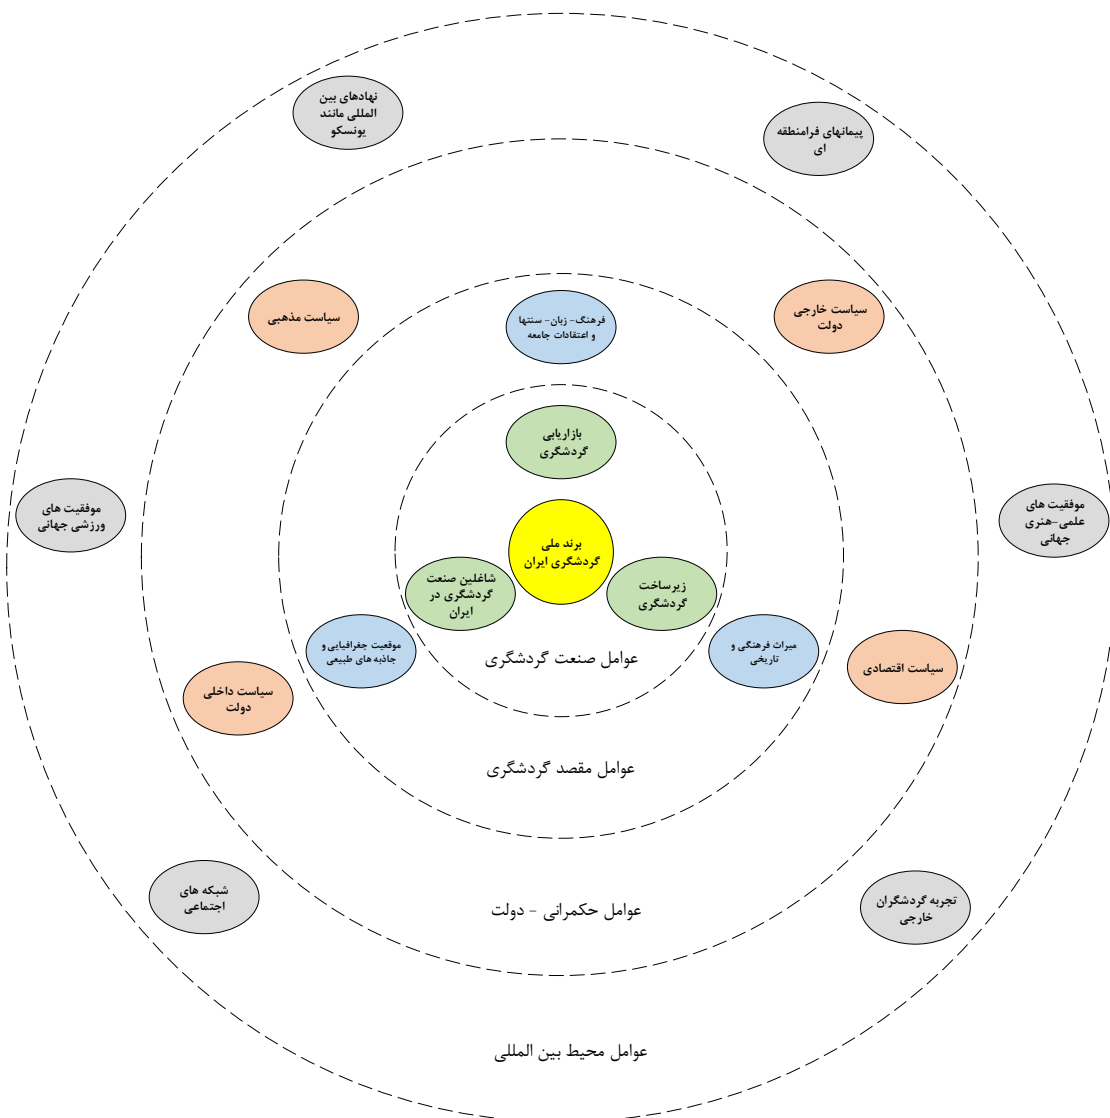 نهادهای بین
المللی مانند
یونسکو
پیمانهای فرامنطقه
ای
سیاست مذهبی
سیاست خارجی
دولت
فرهنگ- زبان- سنتها
و اعتقادات جامعه
بازاریابی
گردشگری
موفقیت های
ورزشی جهانی
موفقیت های
علمی-هنری
جهانی
برند ملی
گردشگری ایران
شاغلین صنعت
گردشگری در
ایران
زیرساخت
گردشگری
موقعیت جغرافیایی و
جاذبه های طبیعی
میراث فرهنگی و
تاریخی
عوامل صنعت گردشگری
سیاست داخلی
دولت
سیاست اقتصادی
عوامل مقصد گردشگری
شبکه های
اجتماعی
تجربه گردشگران
خارجی
عوامل حکمرانی - دولت
عوامل محیط بین المللی